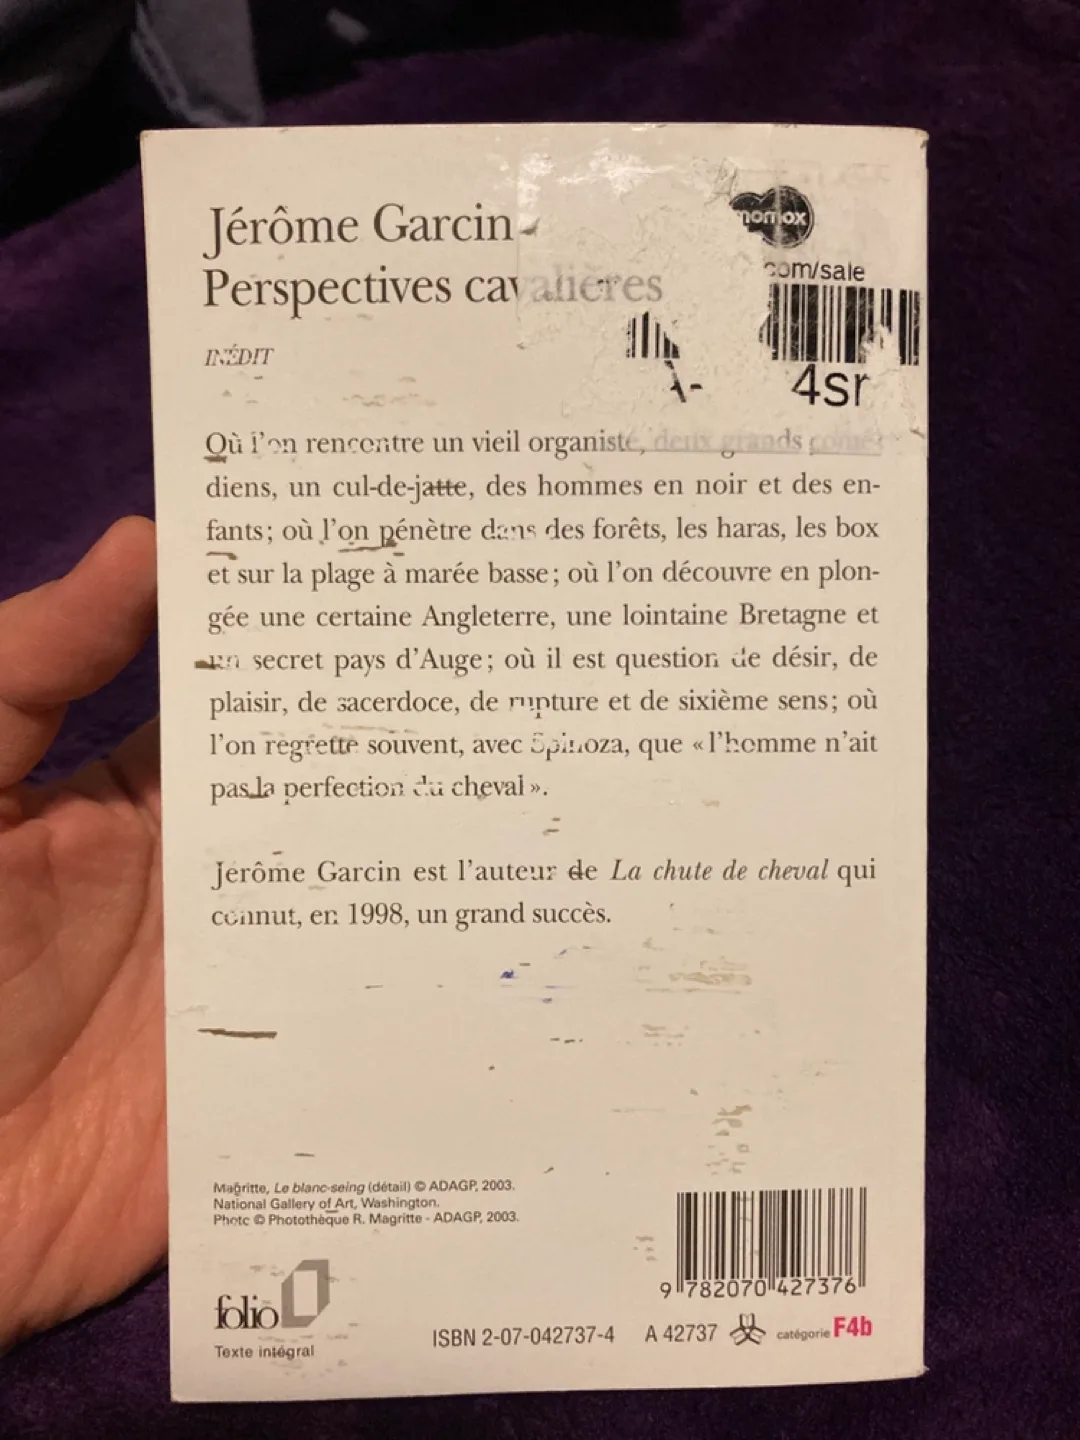 Jérôme Garcin
Perspectives cavalières
INÉDIT
momox
com/sale
A-
4sr
Où l'on rencontre un vieil organiste, deux grands comé-
diens, un cul-de-jatte, des hommes en noir et des en-
fants; où l'on pénètre dans des forêts, les haras, les box
et sur la plage à marée basse; où l'on découvre en plon-
gée une certaine Angleterre, une lointaine Bretagne et
un secret pays d'Auge; où il est question de désir, de
plaisir, de sacerdoce, de rupture et de sixième sens; où
l'on regrette souvent, avec Spinoza, que « l'homme n'ait
pas la perfection du cheval ».
Jérôme Garcin est l'auteur de La chute de cheval qui
connut, en 1998, un grand succès.
Magritte, Le blanc-seing (détail) © ADAGP, 2003.
National Gallery of Art, Washington.
Photo © Photothèque R. Magritte - ADAGP, 2003.
9 782070 427376
folio
Texte intégral
ISBN 2-07-042737-4 A 42737 catégorie F4b